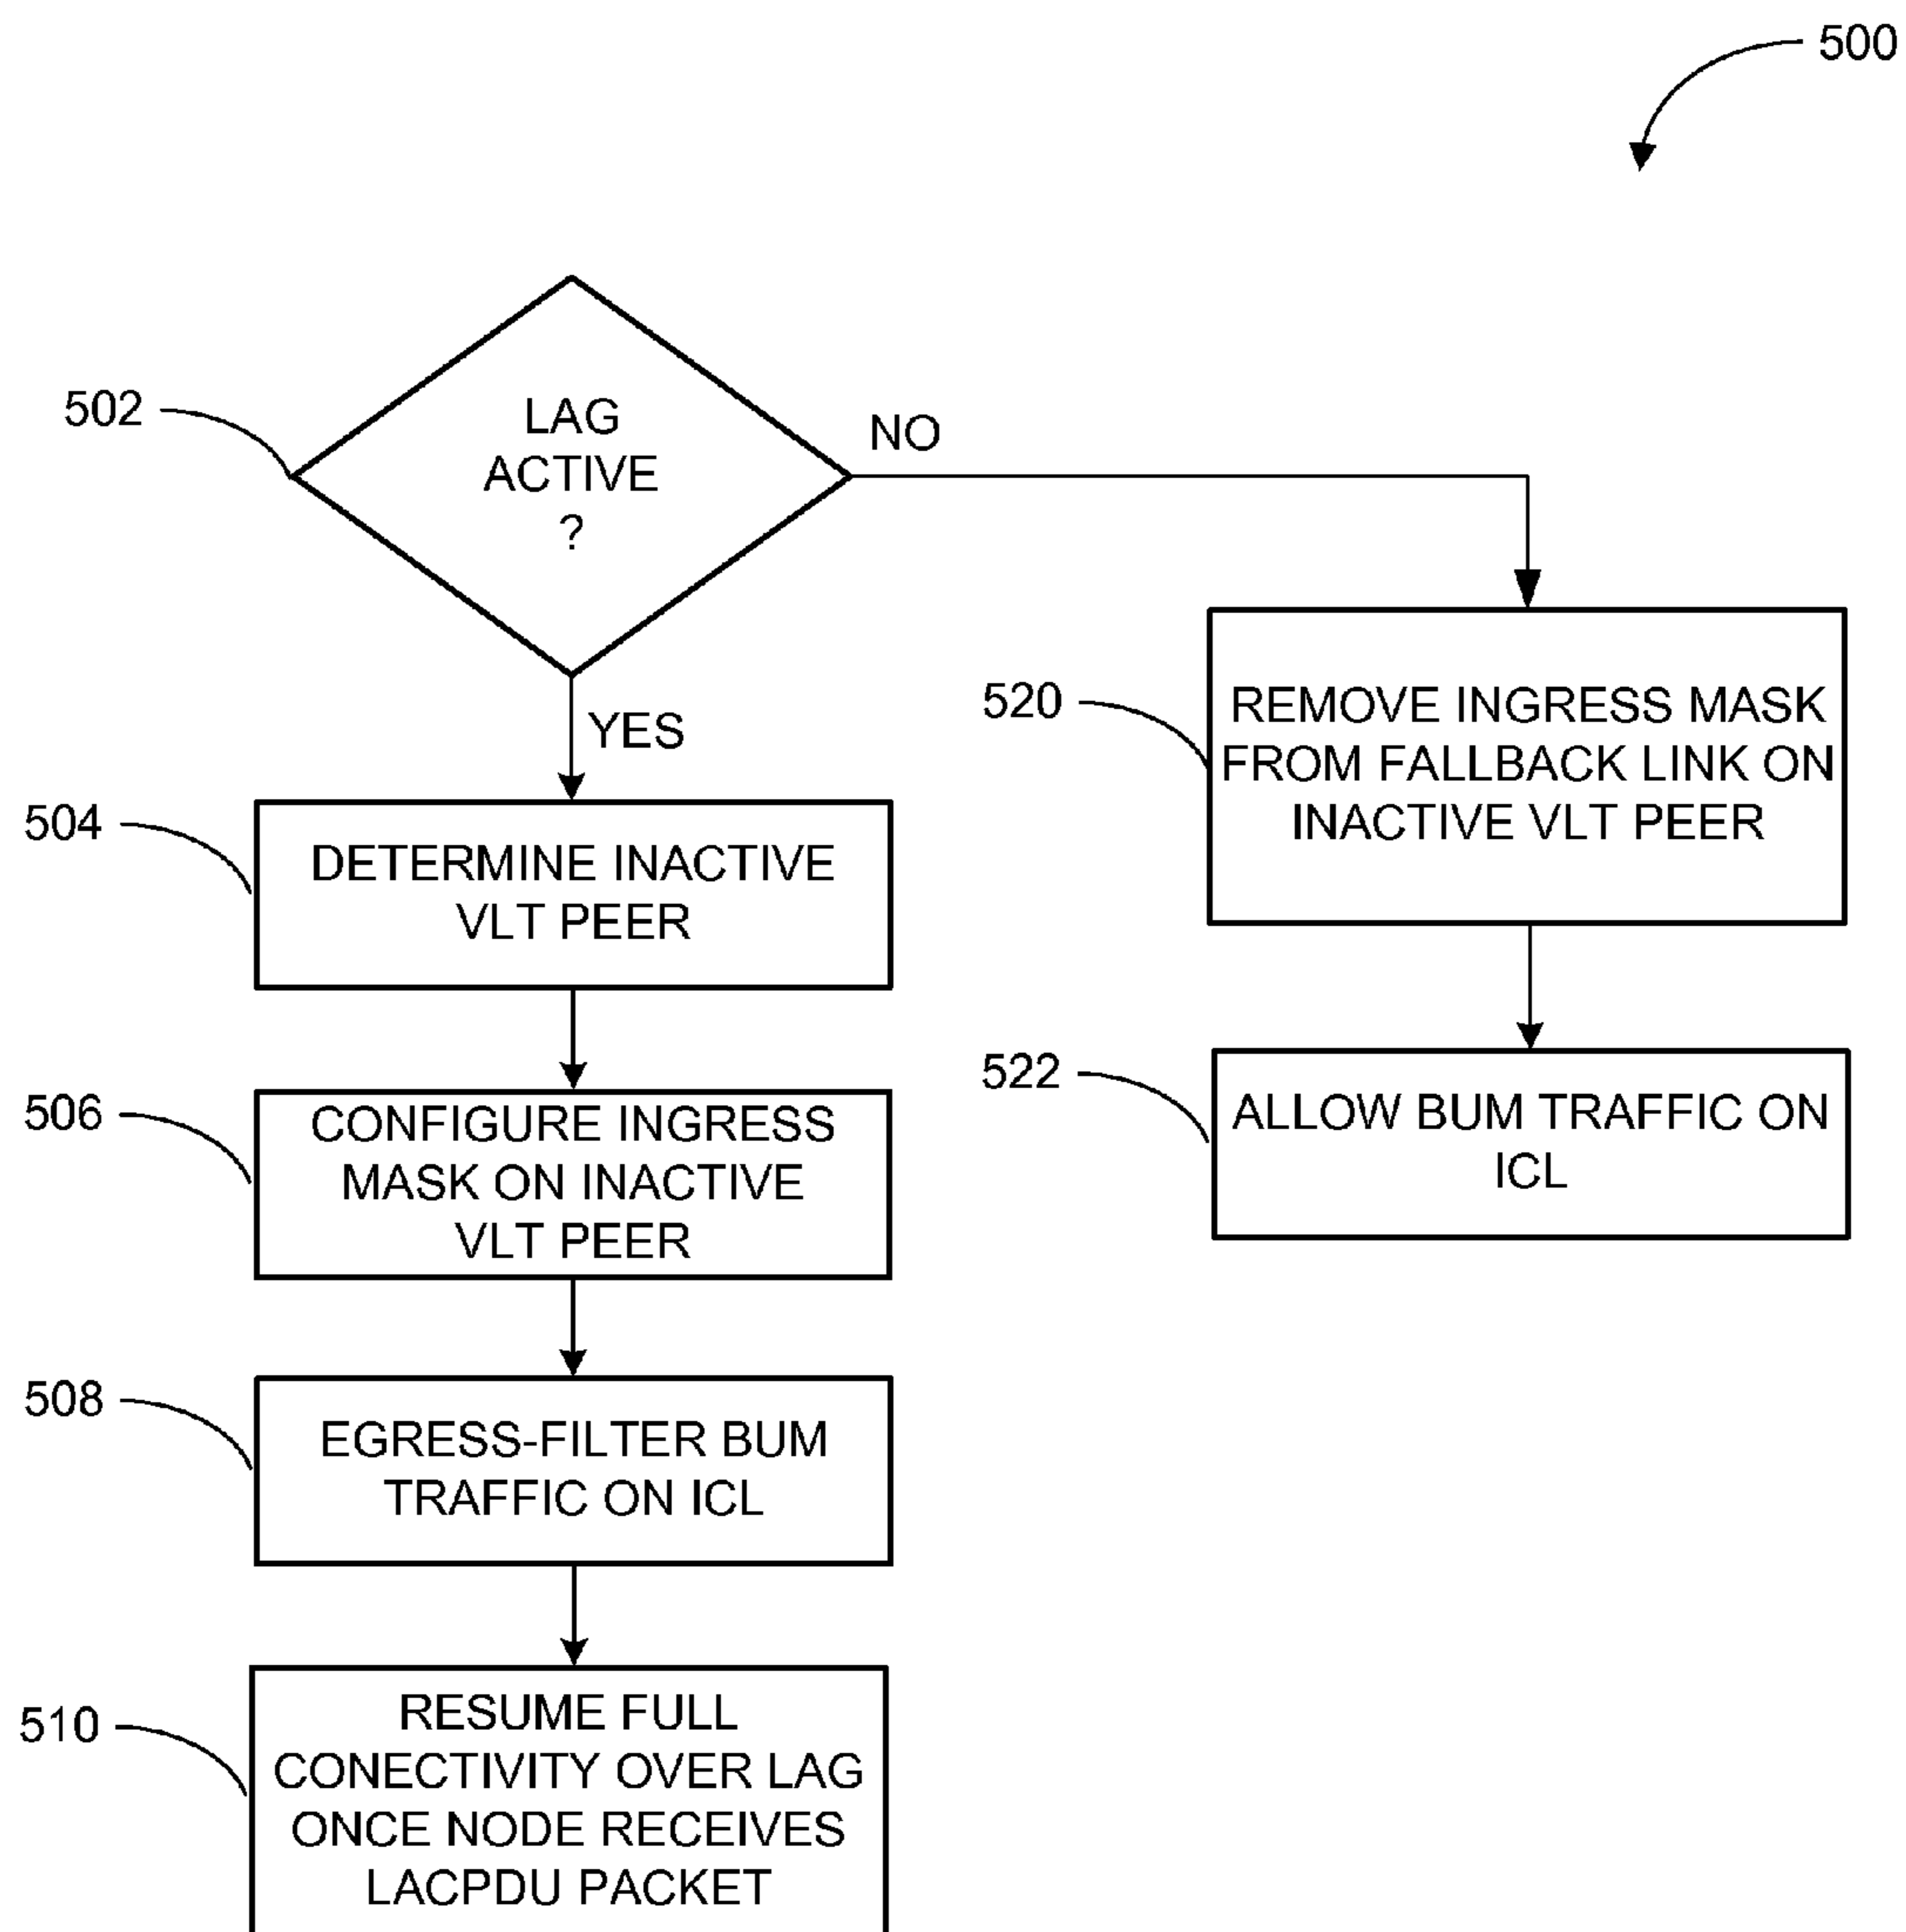 500
502
LAG
ACTIVE
?
NO
YES
504
DETERMINE INACTIVE
VLT PEER
506
CONFIGURE INGRESS
MASK ON INACTIVE
VLT PEER
508
EGRESS-FILTER BUM
TRAFFIC ON ICL
510
RESUME FULL
CONECTIVITY OVER LAG
ONCE NODE RECEIVES
LACPDU PACKET
520
REMOVE INGRESS MASK
FROM FALLBACK LINK ON
INACTIVE VLT PEER
522
ALLOW BUM TRAFFIC ON
ICL